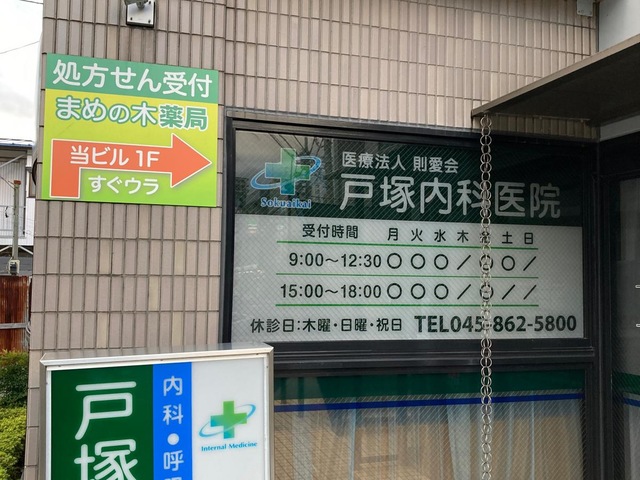 処方せん受付
まめの木薬局
当ビル 1F
すぐウラ
医療法人 則愛会
Sokuaikai
戸塚内科医院
受付時間 月 火 水 木 金 土 日
9:00〜12:30 〇 〇 〇 / 〇 〇 /
15:00〜18:00 〇 〇 〇 / 〇 / /
休診日:木曜・日曜・祝日 TEL045-862-5800
戸塚
内科・呼吸
Internal Medicine